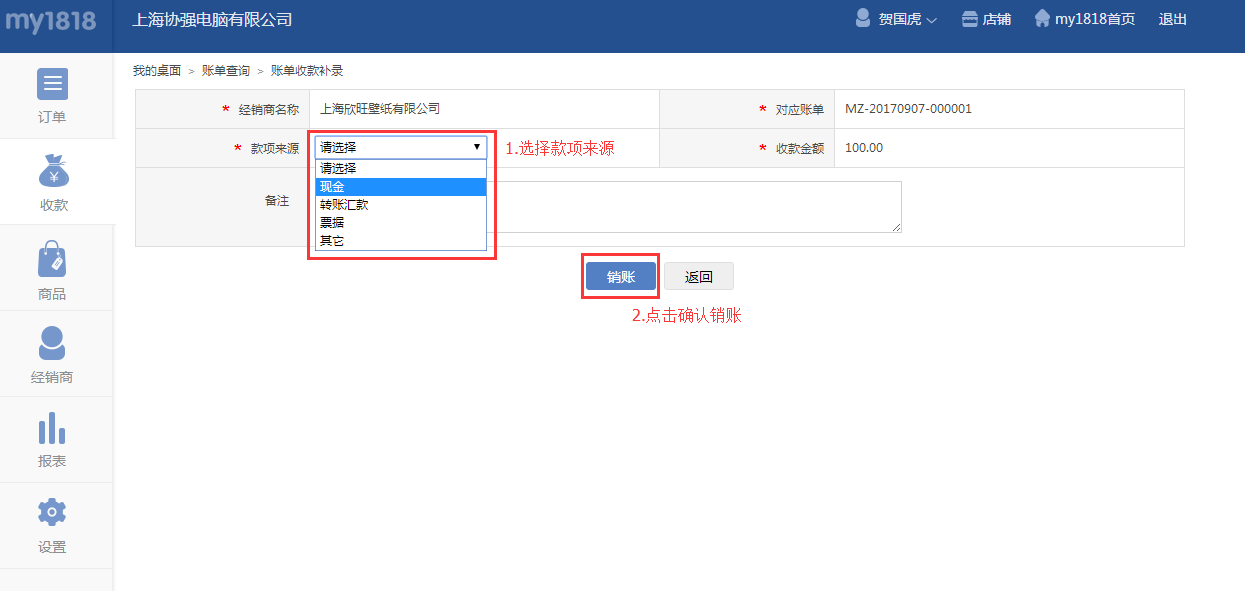 my1818 上海协强电脑有限公司 贺国虎 店铺 my1818首页 退出
我的桌面 > 账单查询 > 账单收款补录
* 经销商名称 上海欣旺壁纸有限公司 * 对应账单 MZ-20170907-000001
* 款项来源 请选择 1.选择款项来源 * 收款金额 100.00
请选择
现金
转账汇款
票据
其它
备注
销账 返回
2.点击确认销账
订单
收款
商品
经销商
报表
设置